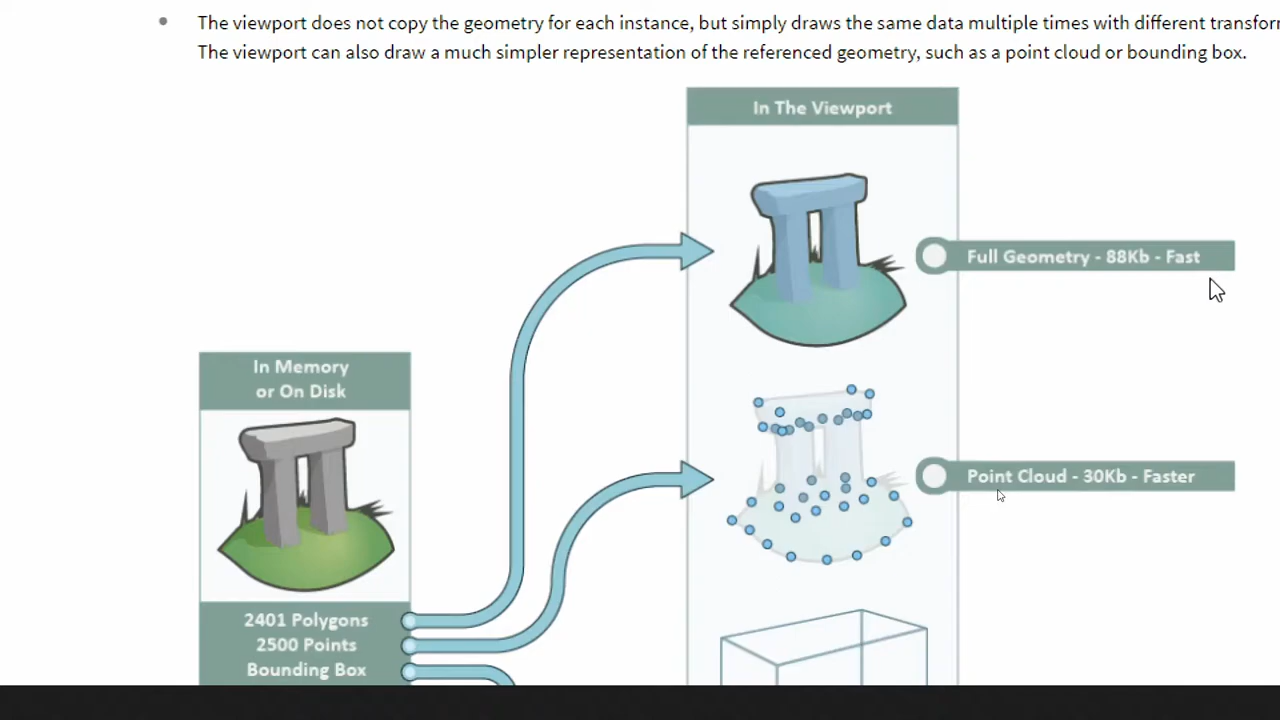 The viewport does not copy the geometry for each instance, but simply draws the same data multiple times with different transfor
The viewport can also draw a much simpler representation of the referenced geometry, such as a point cloud or bounding box.
In The Viewport
Full Geometry - 88Kb - Fast
In Memory
or On Disk
Point Cloud - 30Kb - Faster
2401 Polygons
2500 Points
Bounding Box